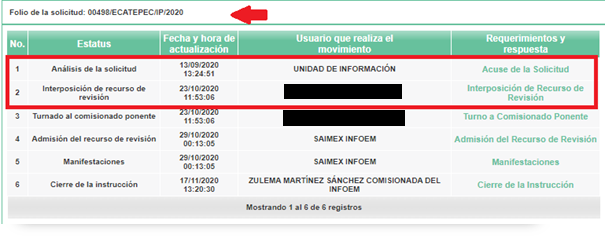 Folio de la solicitud: 00498/ECATEPEC/IP/2020
No. Estatus Fecha y hora de actualización Usuario que realiza el movimiento Requerimientos y respuesta
1 Análisis de la solicitud 13/09/2020 13:24:51 UNIDAD DE INFORMACIÓN Acuse de la Solicitud
2 Interposición de recurso de revisión 23/10/2020 11:53:06 Interposición de Recurso de Revisión
3 Turnado al comisionado ponente 23/10/2020 11:53:06 Turno a Comisionado Ponente
4 Admisión del recurso de revisión 29/10/2020 00:13:05 SAIMEX INFOEM Admisión del Recurso de Revisión
5 Manifestaciones 29/10/2020 00:13:05 SAIMEX INFOEM Manifestaciones
6 Cierre de la instrucción 17/11/2020 13:20:30 ZULEMA MARTÍNEZ SÁNCHEZ COMISIONADA DEL INFOEM Cierre de la Instrucción
Mostrando 1 al 6 de 6 registros